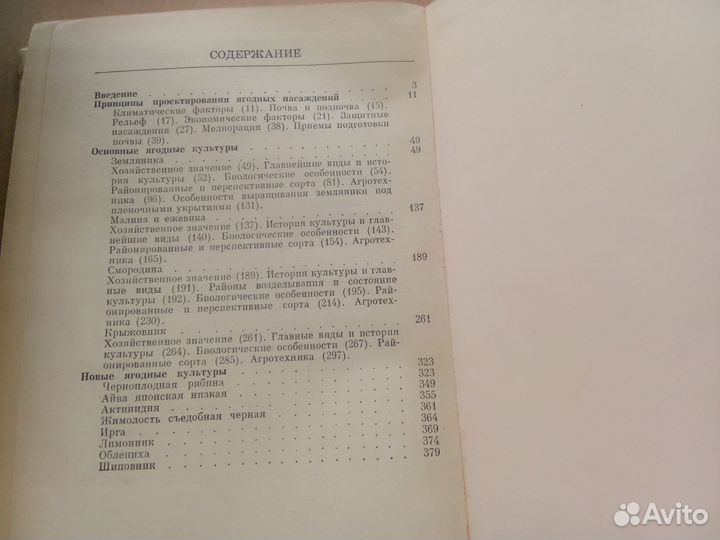 СОДЕРЖАНИЕ
Введение . . . . . . . . . . . . . . . . 3
Принципы проектирования ягодных насаждений . . . . 11
Климатические факторы (11). Почва и подпочва (15).
Рельеф (17). Экономические факторы (21). Защитные
насаждения (27). Мелиорация (38). Приемы подготовки
почвы (39).
Основные ягодные культуры . . . . . . . . . . 49
Земляника . . . . . . . . . . . . . . . 49
Хозяйственное значение (49). Главнейшие виды и исто-
рия культуры (52). Биологические особенности (54).
Районированные и перспективные сорта (81). Агротех-
ника (96). Особенности выращивания земляники под
пленочными укрытиями (131).
Малина и ежевика . . . . . . . . . . . . . 137
Хозяйственное значение (137). История культуры и глав-
нейшие виды (140). Биологические особенности (143).
Районированные и перспективные сорта (154). Агротех-
ника (165).
Смородина . . . . . . . . . . . . . . . 189
Хозяйственное значение (189). История культуры и глав-
ные виды (191). Районы возделывания и состояние
культуры (192). Биологические особенности (195). Рай-
онированные и перспективные сорта (214). Агротех-
ника (230).
Крыжовник . . . . . . . . . . . . . . . 261
Хозяйственное значение (261). Главные виды и история
культуры (264). Биологические особенности (267). Рай-
онированные сорта (285). Агротехника (297).
Новые ягодные культуры . . . . . . . . . . . 323
Черноплодная рябина . . . . . . . . . . . . 323
Айва японская низкая . . . . . . . . . . . . 349
Актинидия . . . . . . . . . . . . . . . 355
Жимолость съедобная черная . . . . . . . . . 361
Ирга . . . . . . . . . . . . . . . . . 364
Лимонник . . . . . . . . . . . . . . . 369
Облепиха . . . . . . . . . . . . . . . 374
Шиповник . . . . . . . . . . . . . . . 379
Avito